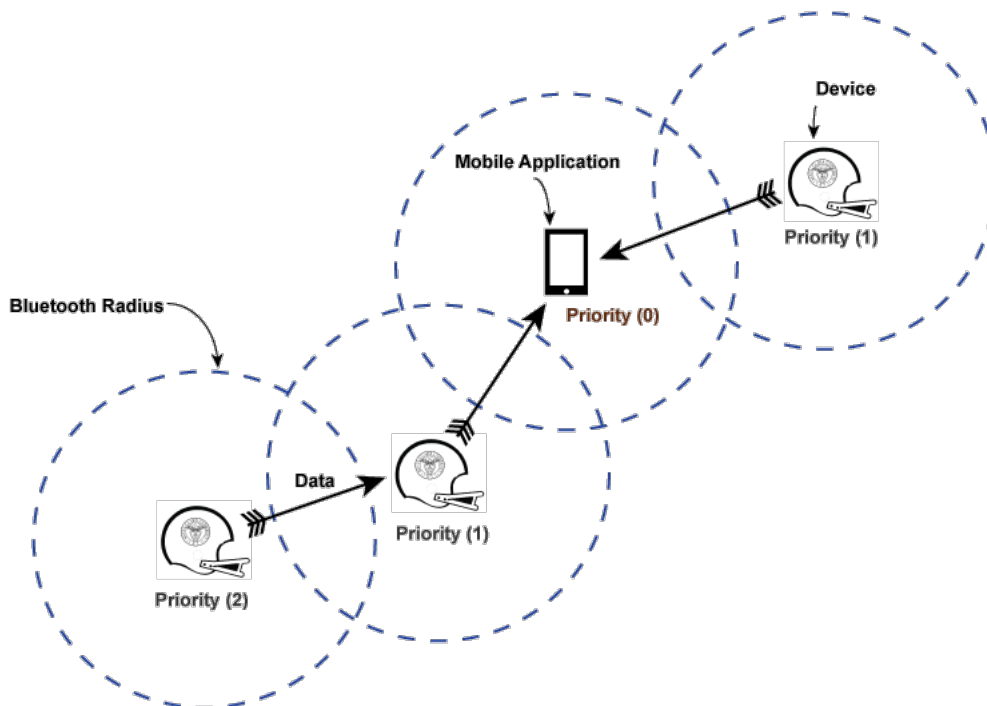 Device
Mobile Application
Priority (1)
Bluetooth Radius
Priority (0)
Data
Priority (1)
Priority (2)